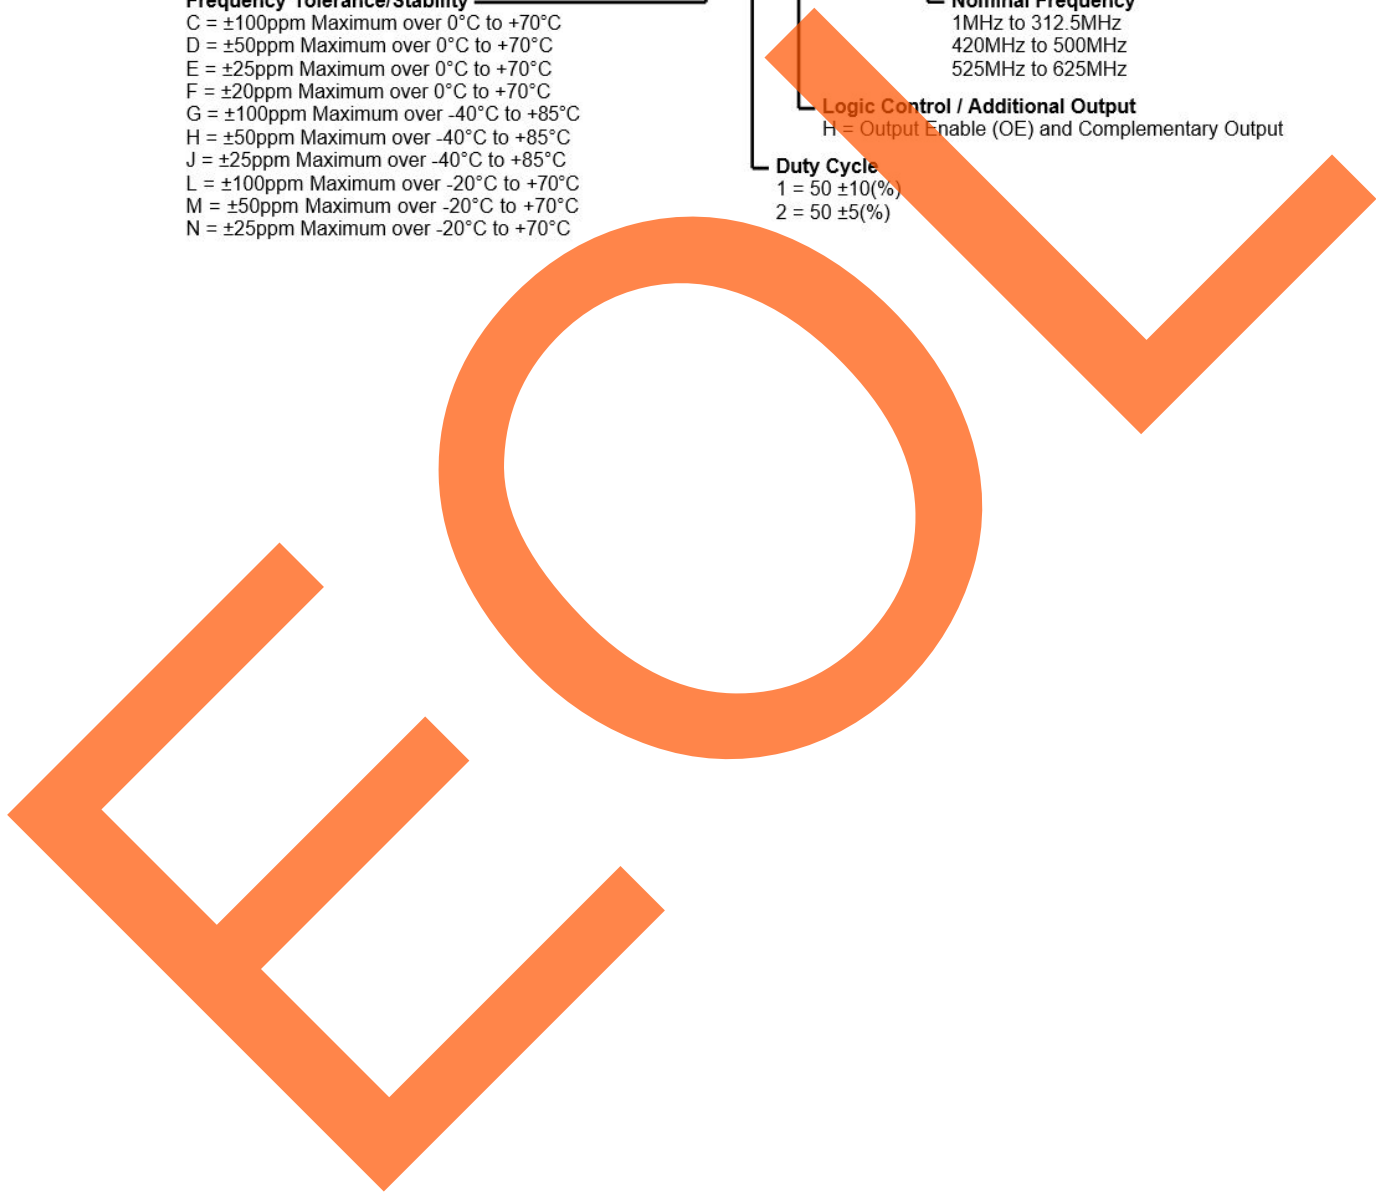 Frequency Tolerance/Stability
C = ±100ppm Maximum over 0°C to +70°C
D = ±50ppm Maximum over 0°C to +70°C
E = ±25ppm Maximum over 0°C to +70°C
F = ±20ppm Maximum over 0°C to +70°C
G = ±100ppm Maximum over -40°C to +85°C
H = ±50ppm Maximum over -40°C to +85°C
J = ±25ppm Maximum over -40°C to +85°C
L = ±100ppm Maximum over -20°C to +70°C
M = ±50ppm Maximum over -20°C to +70°C
N = ±25ppm Maximum over -20°C to +70°C
Nominal Frequency
1MHz to 312.5MHz
420MHz to 500MHz
525MHz to 625MHz
Logic Control / Additional Output
H = Output Enable (OE) and Complementary Output
Duty Cycle
1 = 50 ±10(%)
2 = 50 ±5(%)
EOL